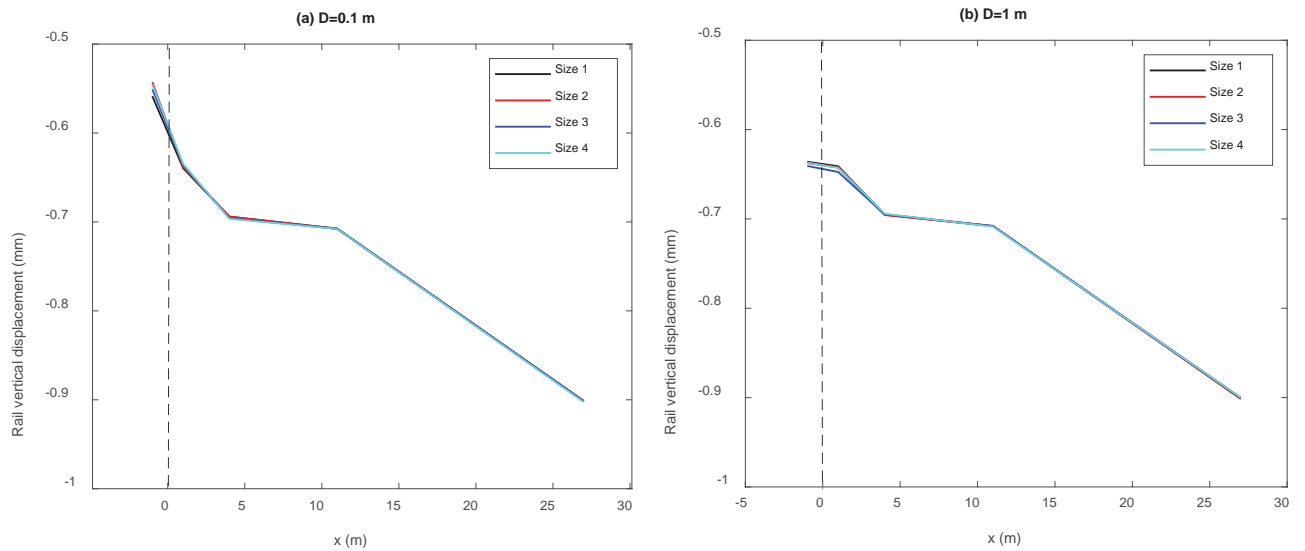 (a) D=0.1 m
-0.5
-0.6
-0.7
-0.8
-0.9
-1
Rail vertical displacement (mm)
0 5 10 15 20 25 30
x (m)
Size 1
Size 2
Size 3
Size 4
(b) D=1 m
-0.5
-0.6
-0.7
-0.8
-0.9
-1
Rail vertical displacement (mm)
-5 0 5 10 15 20 25 30
x (m)
Size 1
Size 2
Size 3
Size 4